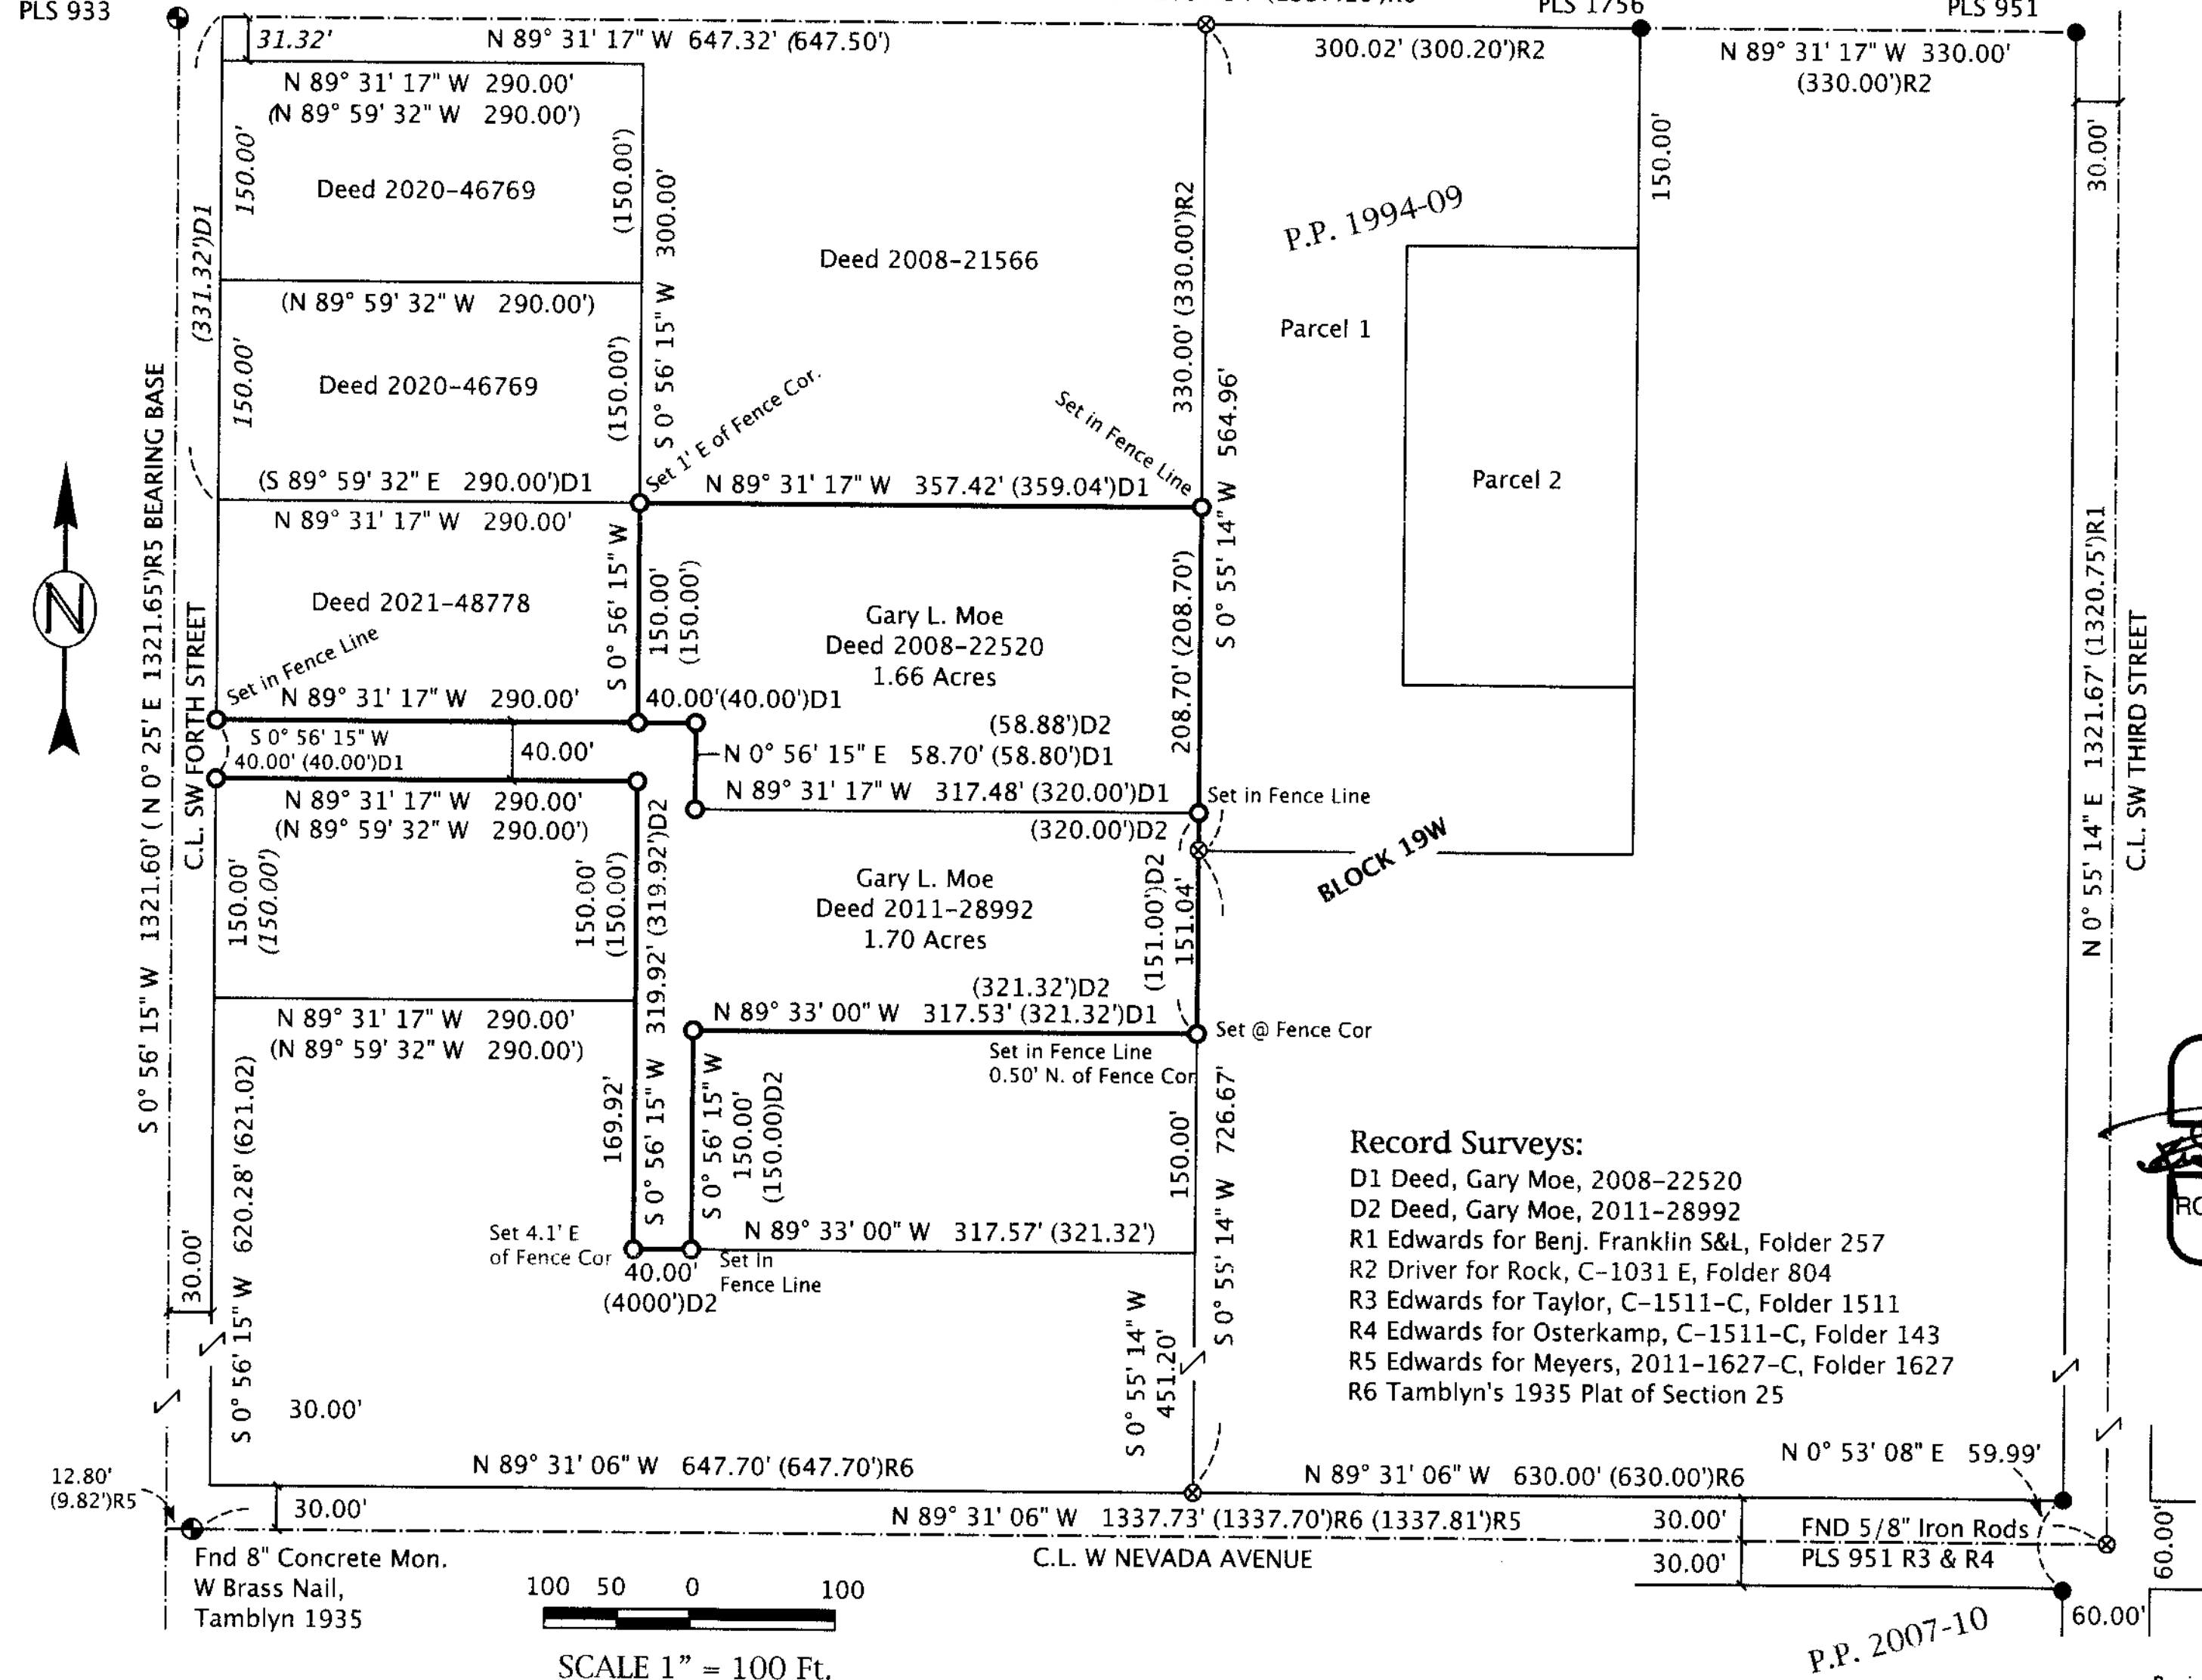 PLS 933
PLS 1756
PLS 951
31.32'
N 89° 31' 17" W 647.32' (647.50')
300.02' (300.20')R2
N 89° 31' 17" W 330.00'
(330.00')R2
N 89° 31' 17" W 290.00'
(N 89° 59' 32" W 290.00')
150.00'
(150.00')
Deed 2020-46769
(331.32')D1
S 0° 56' 15" W 300.00'
Deed 2008-21566
330.00' (330.00')R2
P.P. 1994-09
150.00'
30.00'
(N 89° 59' 32" W 290.00')
150.00'
(150.00')
Deed 2020-46769
Parcel 1
Parcel 2
Set 1' E of Fence Cor.
Set in Fence Line
S 0° 55' 14" W 564.96'
(S 89° 59' 32" E 290.00')D1
N 89° 31' 17" W 357.42' (359.04')D1
N 89° 31' 17" W 290.00'
S 0° 56' 15" W
150.00'
(150.00')
Deed 2021-48778
Gary L. Moe
Deed 2008-22520
1.66 Acres
208.70' (208.70')
Set in Fence Line
N 89° 31' 17" W 290.00'
40.00'(40.00')D1
S 0° 56' 15" W
40.00' (40.00')D1
40.00'
(58.88')D2
N 0° 56' 15" E 58.70' (58.80')D1
N 89° 31' 17" W 317.48' (320.00')D1
(320.00')D2
Set in Fence Line
N 89° 31' 17" W 290.00'
(N 89° 59' 32" W 290.00')
BLOCK 19W
S 0° 56' 15" W 1321.60' ( N 0° 25' E 1321.65')R5 BEARING BASE
C.L. SW FORTH STREET
N 0° 55' 14" E 1321.67' (1320.75')R1
C.L. SW THIRD STREET
150.00'
(150.00')
150.00'
(150.00')
S 0° 56' 15" W 319.92' (319.92')D2
Gary L. Moe
Deed 2011-28992
1.70 Acres
(151.00')D2
151.04'
N 89° 31' 17" W 290.00'
(N 89° 59' 32" W 290.00')
(321.32')D2
N 89° 33' 00" W 317.53' (321.32')D1
Set @ Fence Cor
Set in Fence Line
0.50' N. of Fence Cor
169.92'
S 0° 56' 15" W
150.00'
(150.00)D2
150.00'
S 0° 55' 14" W 726.67'
N 89° 33' 00" W 317.57' (321.32')
Set 4.1' E
of Fence Cor
40.00'
(4000')D2
Set In
Fence Line
S 0° 56' 15" W 620.28' (621.02)
30.00'
30.00'
S 0° 55' 14" W
451.20'
Record Surveys:
D1 Deed, Gary Moe, 2008-22520
D2 Deed, Gary Moe, 2011-28992
R1 Edwards for Benj. Franklin S&L, Folder 257
R2 Driver for Rock, C-1031 E, Folder 804
R3 Edwards for Taylor, C-1511-C, Folder 1511
R4 Edwards for Osterkamp, C-1511-C, Folder 143
R5 Edwards for Meyers, 2011-1627-C, Folder 1627
R6 Tamblyn's 1935 Plat of Section 25
N 89° 31' 06" W 647.70' (647.70')R6
N 89° 31' 06" W 630.00' (630.00')R6
N 0° 53' 08" E 59.99'
12.80'
(9.82')R5
30.00'
N 89° 31' 06" W 1337.73' (1337.70')R6 (1337.81')R5
30.00'
30.00'
C.L. W NEVADA AVENUE
FND 5/8" Iron Rods
PLS 951 R3 & R4
60.00'
60.00'
Fnd 8" Concrete Mon.
W Brass Nail,
Tamblyn 1935
100 50 0 100
SCALE 1" = 100 Ft.
P.P. 2007-10
N